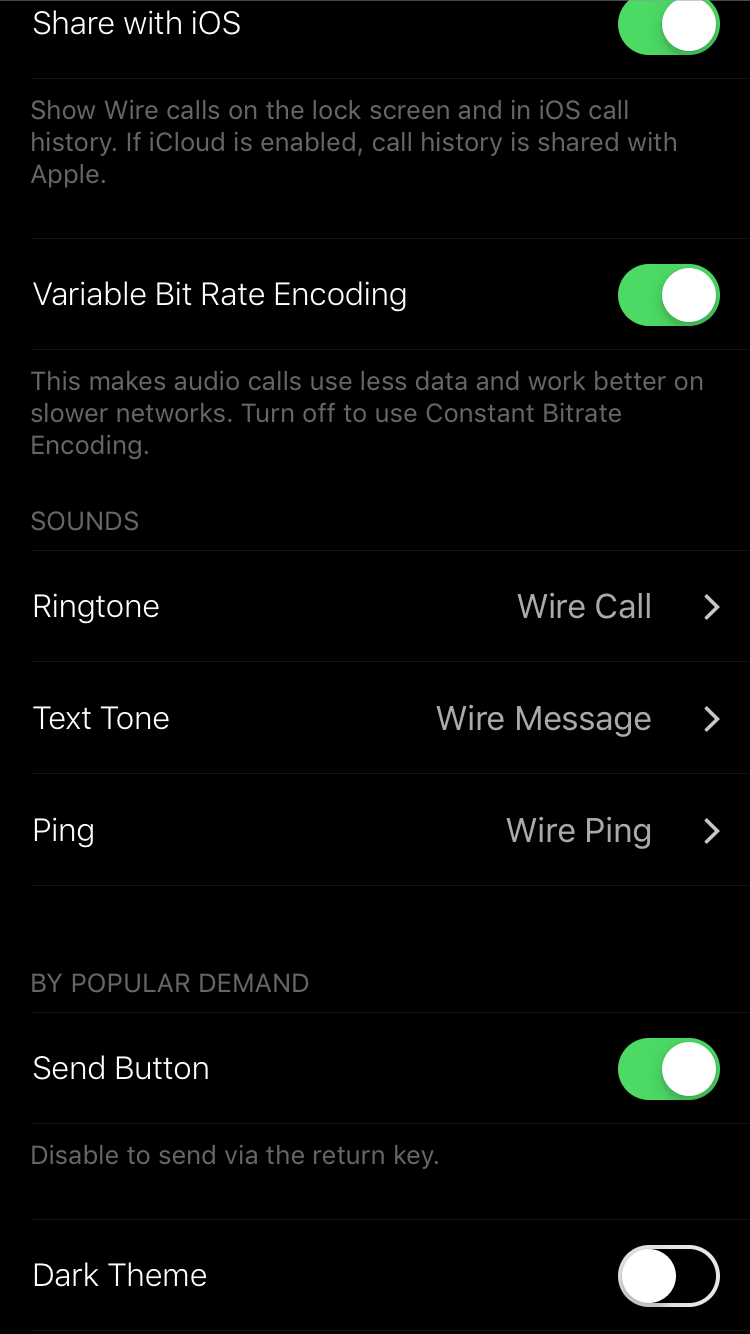 Share with iOS
Show Wire calls on the lock screen and in iOS call
history. If iCloud is enabled, call history is shared with
Apple.
Variable Bit Rate Encoding
This makes audio calls use less data and work better on
slower networks. Turn off to use Constant Bitrate
Encoding.
SOUNDS
Ringtone Wire Call
Text Tone Wire Message
Ping Wire Ping
BY POPULAR DEMAND
Send Button
Disable to send via the return key.
Dark Theme